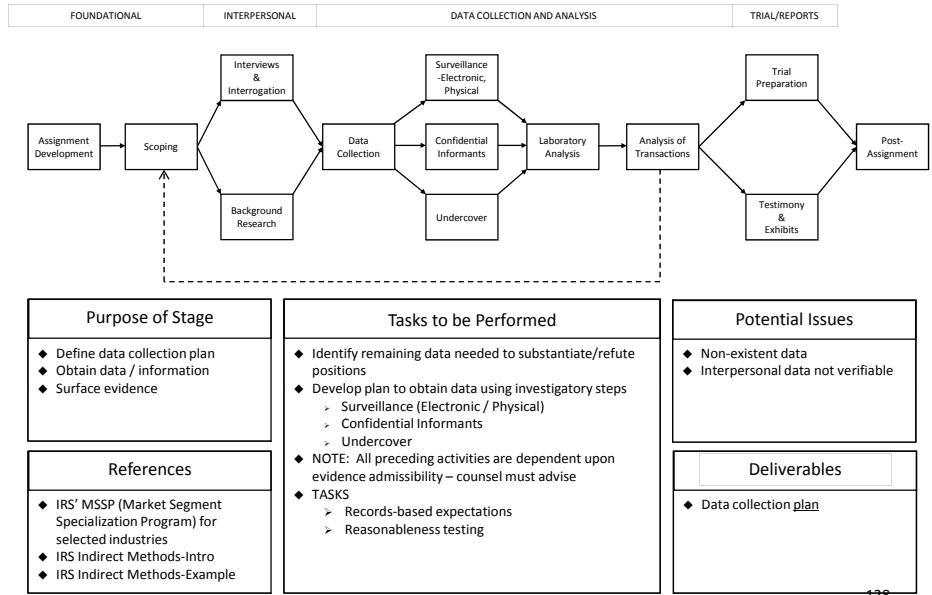 FOUNDATIONAL
INTERPERSONAL
DATA COLLECTION AND ANALYSIS
TRIAL/REPORTS
Assignment
Development
Scoping
Interviews
&
Interrogation
Background
Research
Data
Collection
Surveillance
-Electronic,
Physical
Confidential
Informants
Undercover
Laboratory
Analysis
Analysis of
Transactions
Trial
Preparation
Testimony
&
Exhibits
Post-
Assignment
Purpose of Stage
◆ Define data collection plan
◆ Obtain data / information
◆ Surface evidence
References
◆ IRS’ MSSP (Market Segment
Specialization Program) for
selected industries
◆ IRS Indirect Methods-Intro
◆ IRS Indirect Methods-Example
Tasks to be Performed
◆ Identify remaining data needed to substantiate/refute
positions
◆ Develop plan to obtain data using investigatory steps
➢ Surveillance (Electronic / Physical)
➢ Confidential Informants
➢ Undercover
◆ NOTE: All preceding activities are dependent upon
evidence admissibility – counsel must advise
◆ TASKS
➢ Records-based expectations
➢ Reasonableness testing
Potential Issues
◆ Non-existent data
◆ Interpersonal data not verifiable
Deliverables
◆ Data collection plan